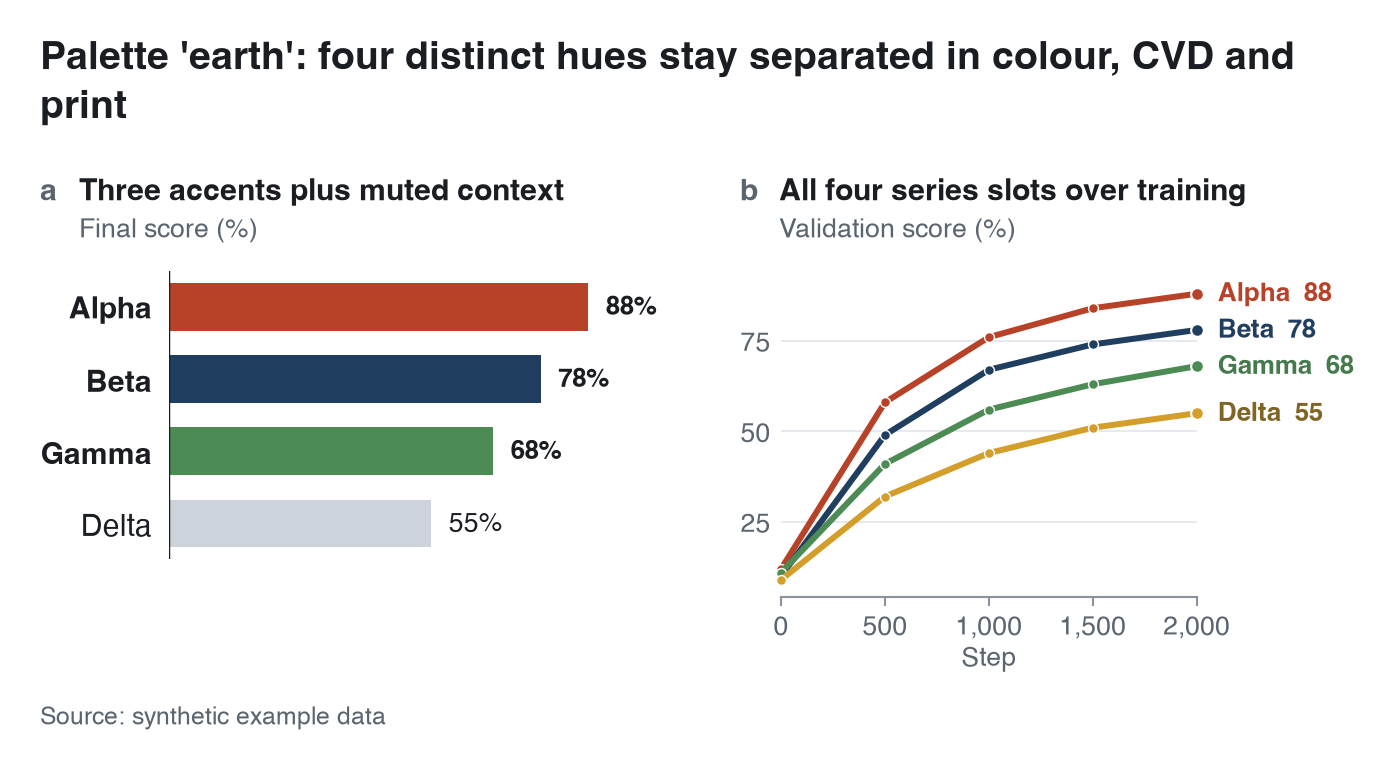 Palette 'earth': four distinct hues stay separated in colour, CVD and
print
a Three accents plus muted context
Final score (%)
Alpha 88%
Beta 78%
Gamma 68%
Delta 55%
b All four series slots over training
Validation score (%)
75
50
25
Alpha 88
Beta 78
Gamma 68
Delta 55
0 500 1,000 1,500 2,000
Step
Source: synthetic example data